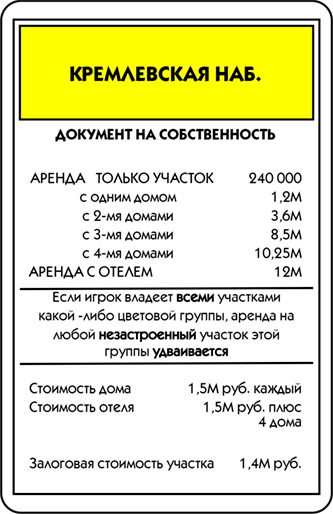 КРЕМЛЕВСКАЯ НАБ.
ДОКУМЕНТ НА СОБСТВЕННОСТЬ
АРЕНДА ТОЛЬКО УЧАСТОК 240 000
с одним домом 1,2М
с 2-мя домами 3,6М
с 3-мя домами 8,5М
с 4-мя домами 10,25М
АРЕНДА С ОТЕЛЕМ 12М
Если игрок владеет всеми участками
какой -либо цветовой группы, аренда на
любой незастроенный участок этой
группы удваивается
Стоимость дома 1,5М руб. каждый
Стоимость отеля 1,5М руб. плюс
4 дома
Залоговая стоимость участка 1,4М руб.